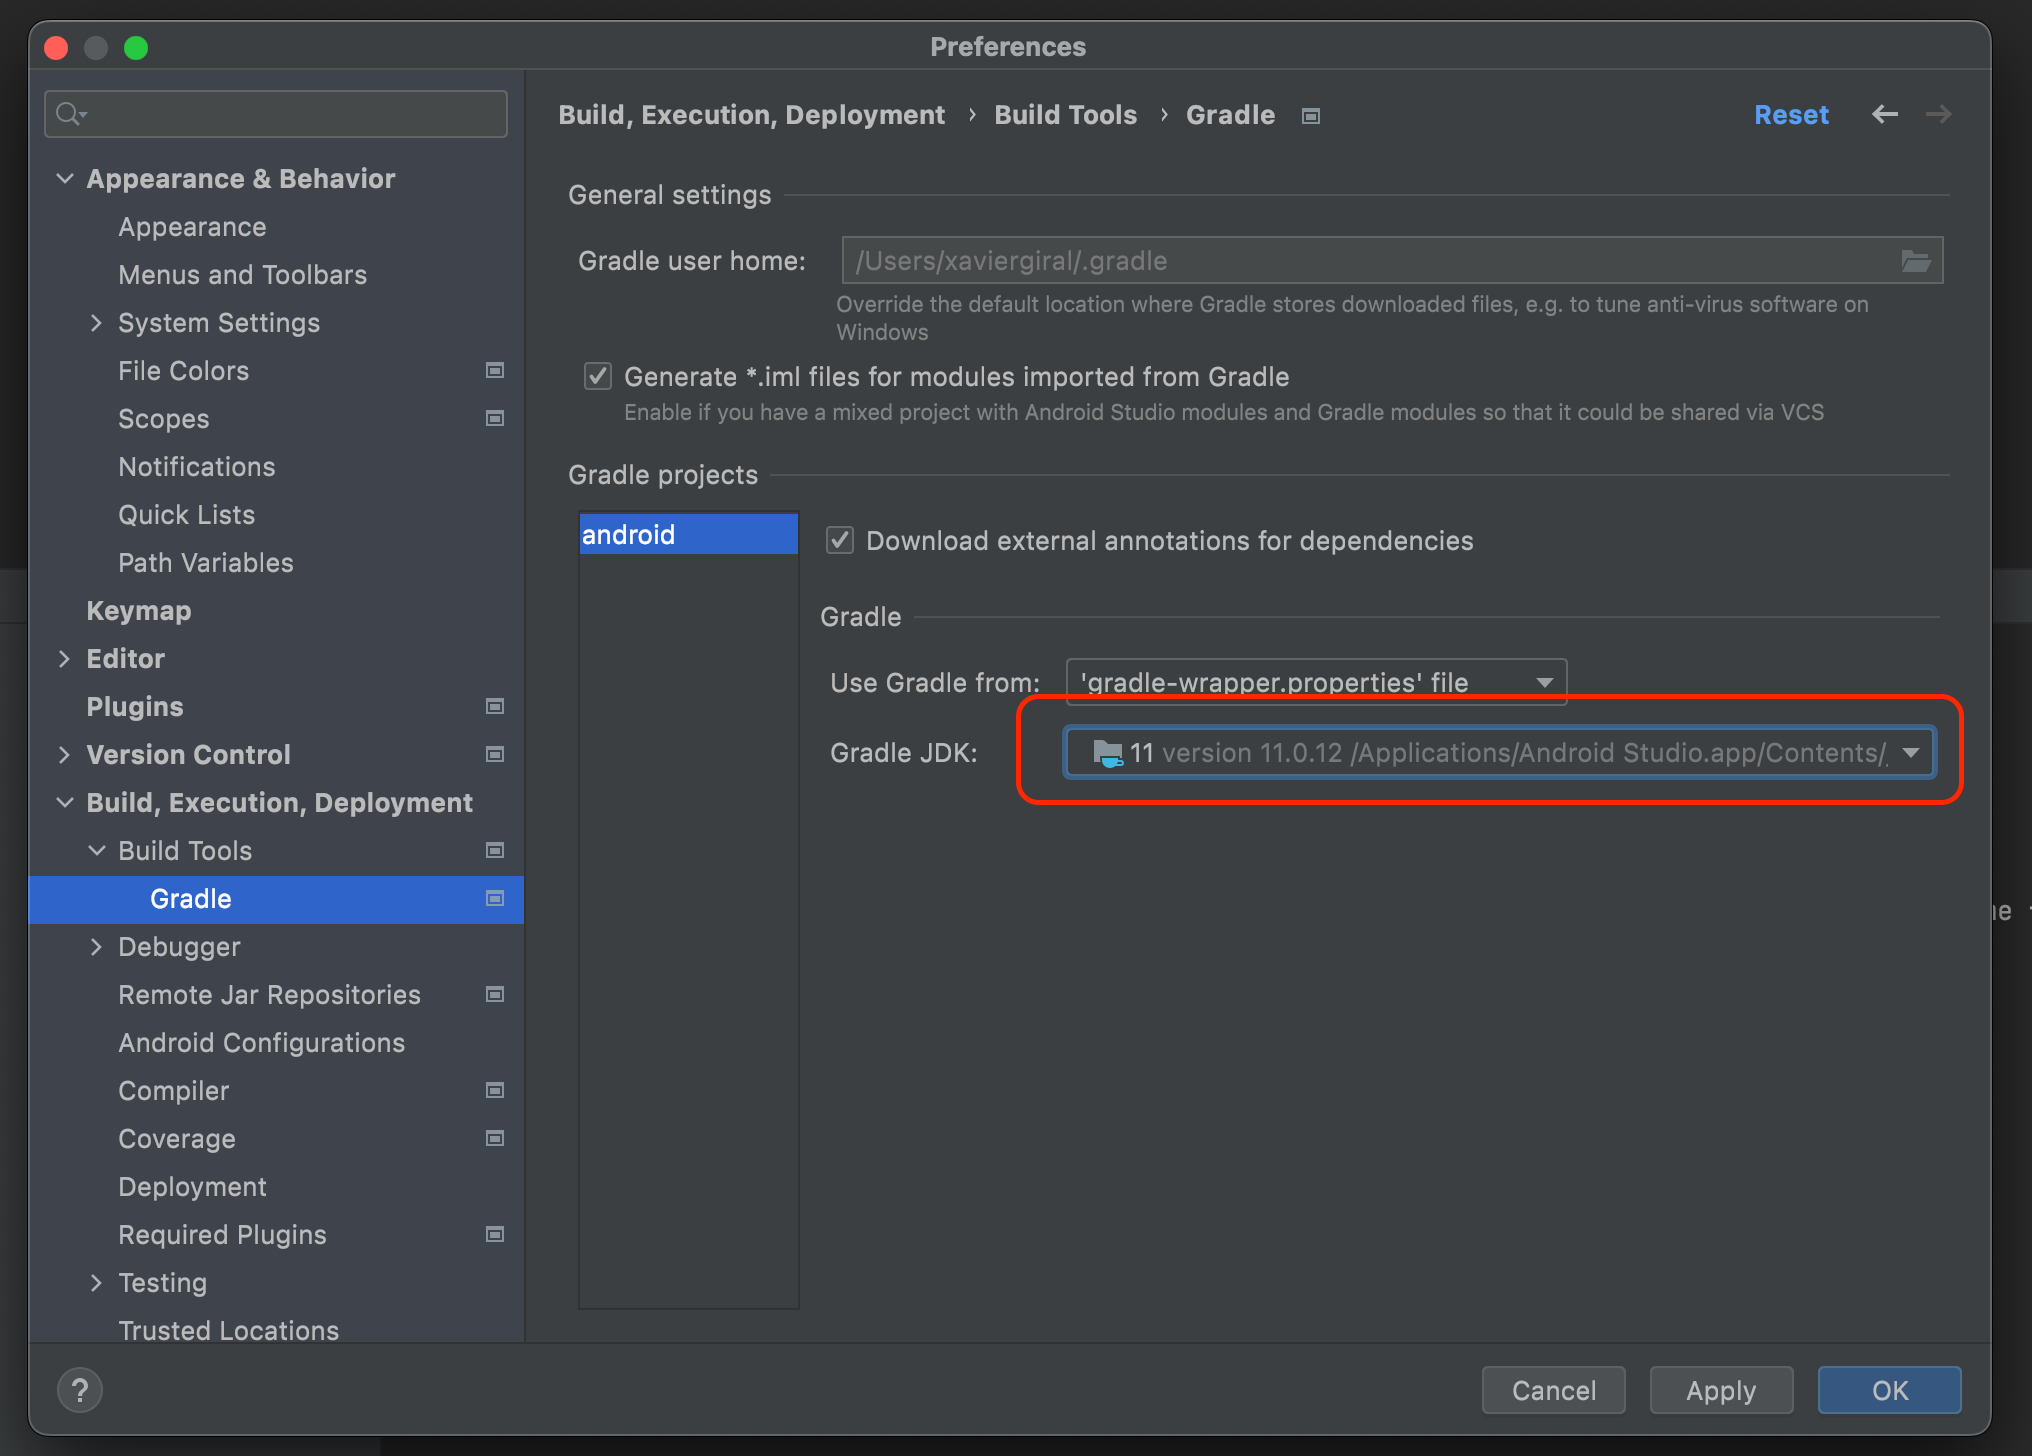 Preferences
Build, Execution, Deployment › Build Tools › Gradle
Reset
Appearance & Behavior
Appearance
Menus and Toolbars
System Settings
File Colors
Scopes
Notifications
Quick Lists
Path Variables
Keymap
Editor
Plugins
Version Control
Build, Execution, Deployment
Build Tools
Gradle
Debugger
Remote Jar Repositories
Android Configurations
Compiler
Coverage
Deployment
Required Plugins
Testing
Trusted Locations
General settings
Gradle user home: /Users/xaviergiral/.gradle
Override the default location where Gradle stores downloaded files, e.g. to tune anti-virus software on
Windows
Generate *.iml files for modules imported from Gradle
Enable if you have a mixed project with Android Studio modules and Gradle modules so that it could be shared via VCS
Gradle projects
android
Download external annotations for dependencies
Gradle
Use Gradle from: 'gradle-wrapper.properties' file
Gradle JDK: 11 version 11.0.12 /Applications/Android Studio.app/Contents/
?
Cancel
Apply
OK